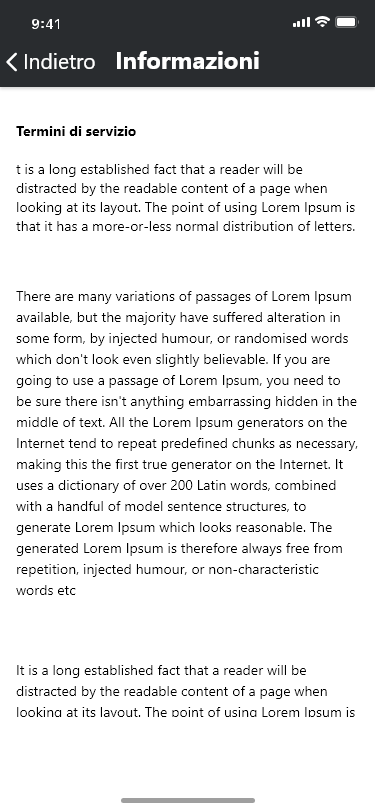 9:41
Indietro Informazioni
Termini di servizio
t is a long established fact that a reader will be
distracted by the readable content of a page when
looking at its layout. The point of using Lorem Ipsum is
that it has a more-or-less normal distribution of letters.
There are many variations of passages of Lorem Ipsum
available, but the majority have suffered alteration in
some form, by injected humour, or randomised words
which don't look even slightly believable. If you are
going to use a passage of Lorem Ipsum, you need to
be sure there isn't anything embarrassing hidden in the
middle of text. All the Lorem Ipsum generators on the
Internet tend to repeat predefined chunks as necessary,
making this the first true generator on the Internet. It
uses a dictionary of over 200 Latin words, combined
with a handful of model sentence structures, to
generate Lorem Ipsum which looks reasonable. The
generated Lorem Ipsum is therefore always free from
repetition, injected humour, or non-characteristic
words etc
It is a long established fact that a reader will be
distracted by the readable content of a page when
looking at its layout. The point of using Lorem Ipsum is